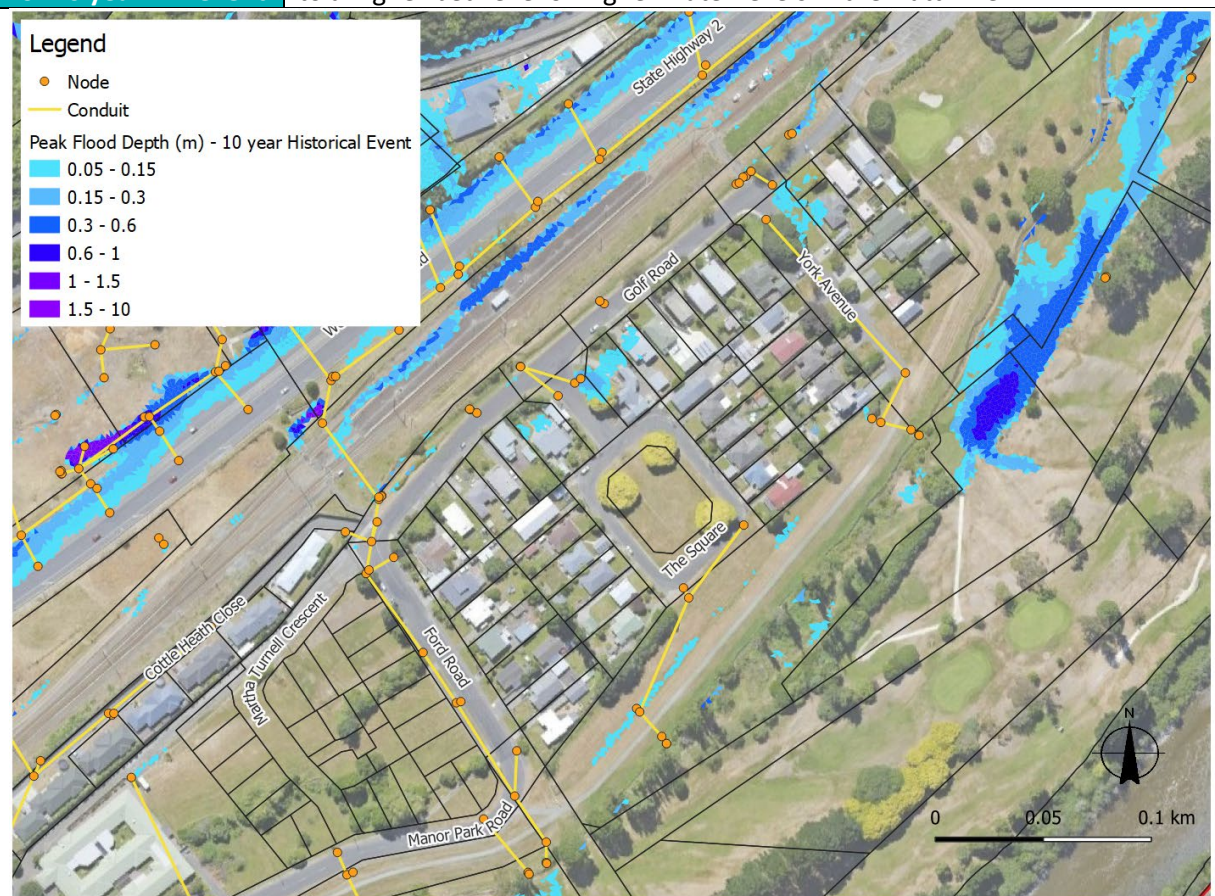 Legend
Node
Conduit
Peak Flood Depth (m) - 10 year Historical Event
0.05 - 0.15
0.15 - 0.3
0.3 - 0.6
0.6 - 1
1 - 1.5
1.5 - 10
State Highway 2
Golf Road
York Avenue
The Square
Cottle Heath Close
Martha Turnell Crescent
Ford Road
Manor Park Road
N
0
0.05
0.1 km